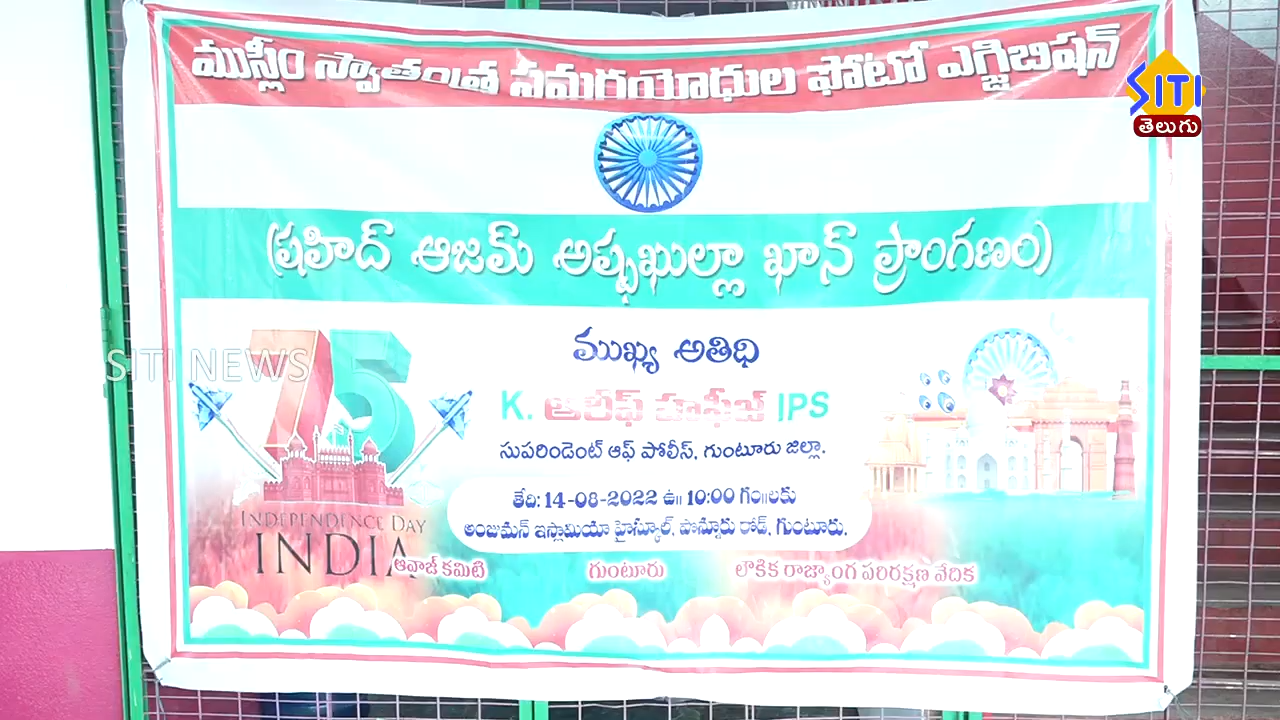 ముస్లిం స్వాతంత్ర సమరయోధుల ఫోటో ఎగ్జిబిషన్
SITI
తెలుగు
(షహీద్ ఆజమ్ అష్ఫఖుల్లా ఖాన్ ప్రాంగణం)
75
SITI NEWS
ముఖ్య అతిధి
K. ఆరీఫ్ హఫీజ్ IPS
సుపరిండెంట్ ఆఫ్ పోలీస్, గుంటూరు జిల్లా.
తేది: 14-08-2022 ఉ॥ 10:00 గం॥లకు
అంజుమన్ ఇస్లామియా హైస్కూల్, పొన్నూరు రోడ్, గుంటూరు.
INDEPENDENCE DAY
INDIA
ఆవాజ్ కమిటి గుంటూరు లౌకిక రాజ్యాంగ పరిరక్షణ వేదిక